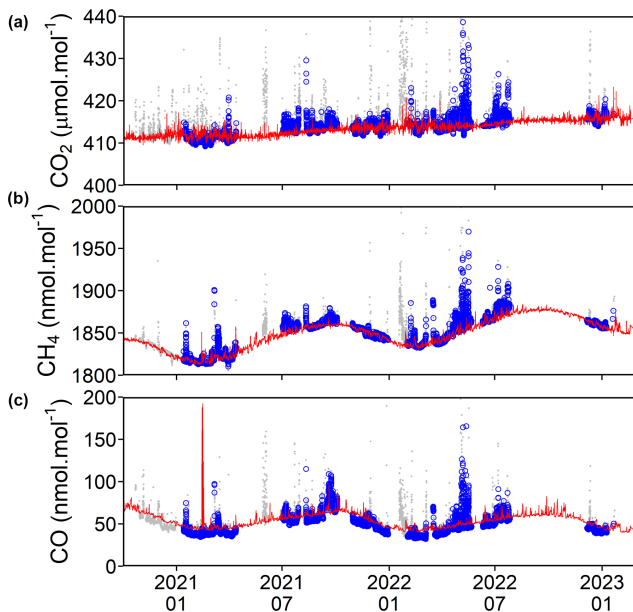 (a)
440
430
420
410
400
CO₂ (μmol.mol⁻¹)
(b)
2000
1950
1900
1850
1800
CH₄ (nmol.mol⁻¹)
(c)
200
150
100
50
0
CO (nmol.mol⁻¹)
2021 2021 2022 2022 2023
01 07 01 07 01